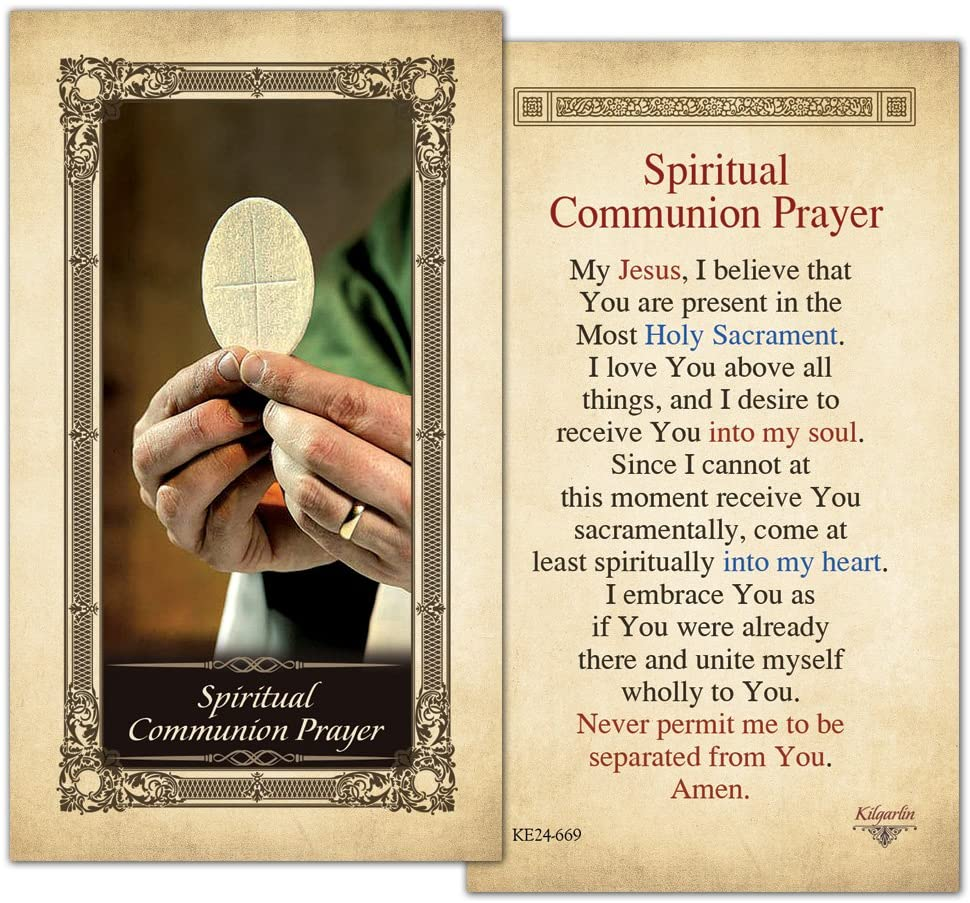 Spiritual
Communion Prayer
Spiritual
Communion Prayer
My Jesus, I believe that
You are present in the
Most Holy Sacrament.
I love You above all
things, and I desire to
receive You into my soul.
Since I cannot at
this moment receive You
sacramentally, come at
least spiritually into my heart.
I embrace You as
if You were already
there and unite myself
wholly to You.
Never permit me to be
separated from You.
Amen.
Kilgarlin
KE24-669